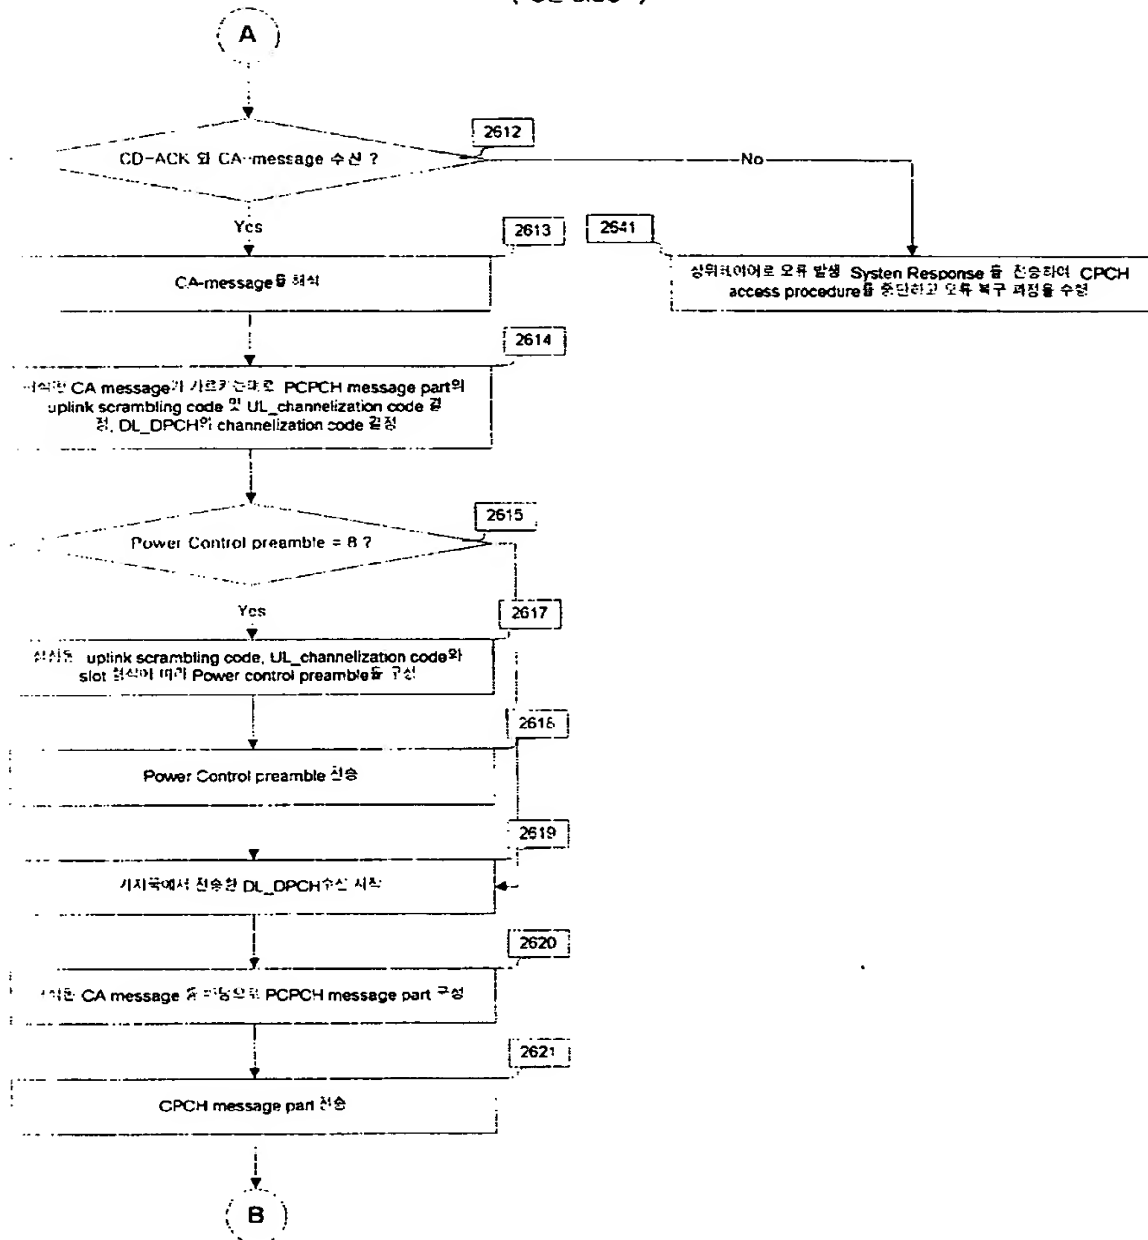 A
2612
CD-ACK 와 CA-message 수신 ?
No
Yes
2613
2641
CA-message를 해석
상위레이어로 오류 발생 System Response 를 전송하여 CPCH
access procedure를 중단하고 오류 복구 과정을 수행
2614
CA message가 가르키는대로 PCPCH message part의
uplink scrambling code 및 UL_channelization code 결
정, DL_DPCH의 channelization code 결정
2615
Power Control preamble = 8 ?
Yes
2617
uplink scrambling code, UL_channelization code와
slot 형식에 따라 Power control preamble을 구성
2618
Power Control preamble 전송
2619
기지국에서 전송한 DL_DPCH수신 시작
2620
CA message 을 바탕으로 PCPCH message part 구성
2621
CPCH message part 전송
B